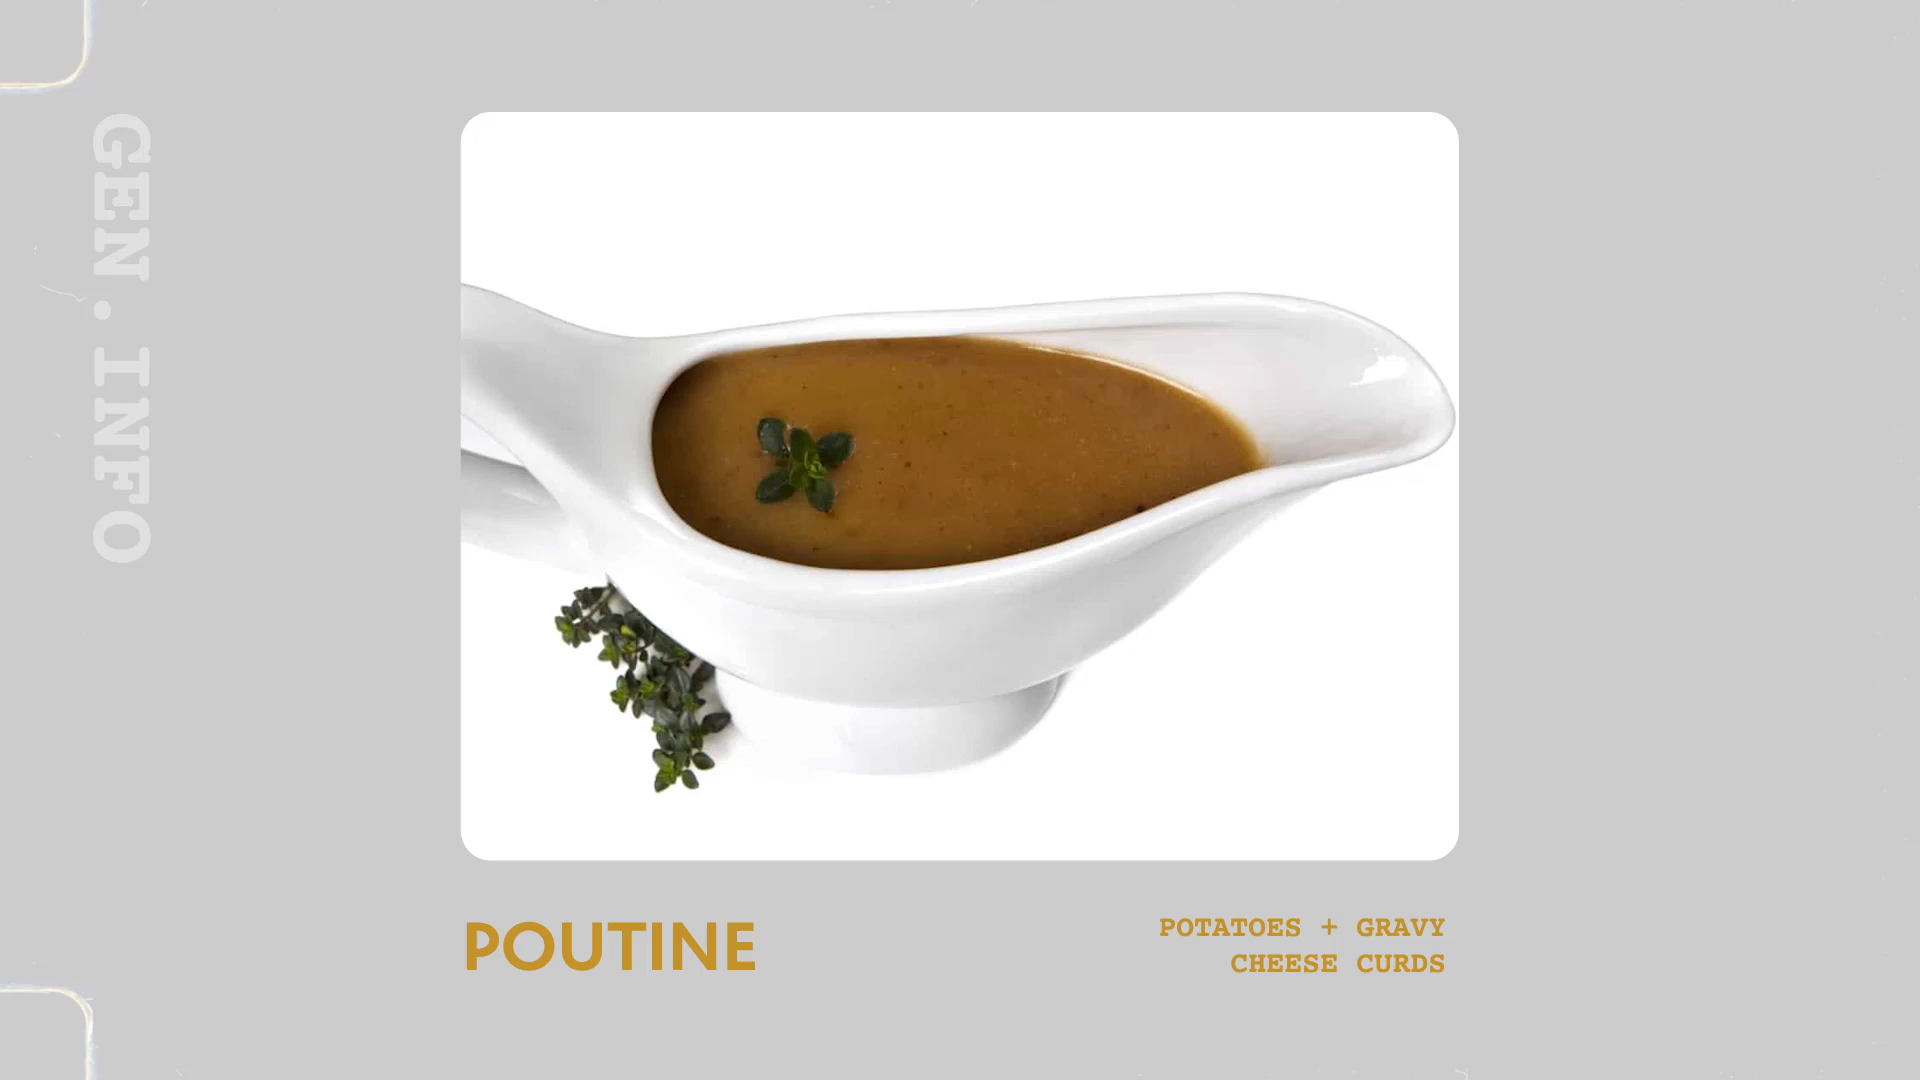 GEN. INFO
POUTINE
POTATOES + GRAVY
CHEESE CURDS